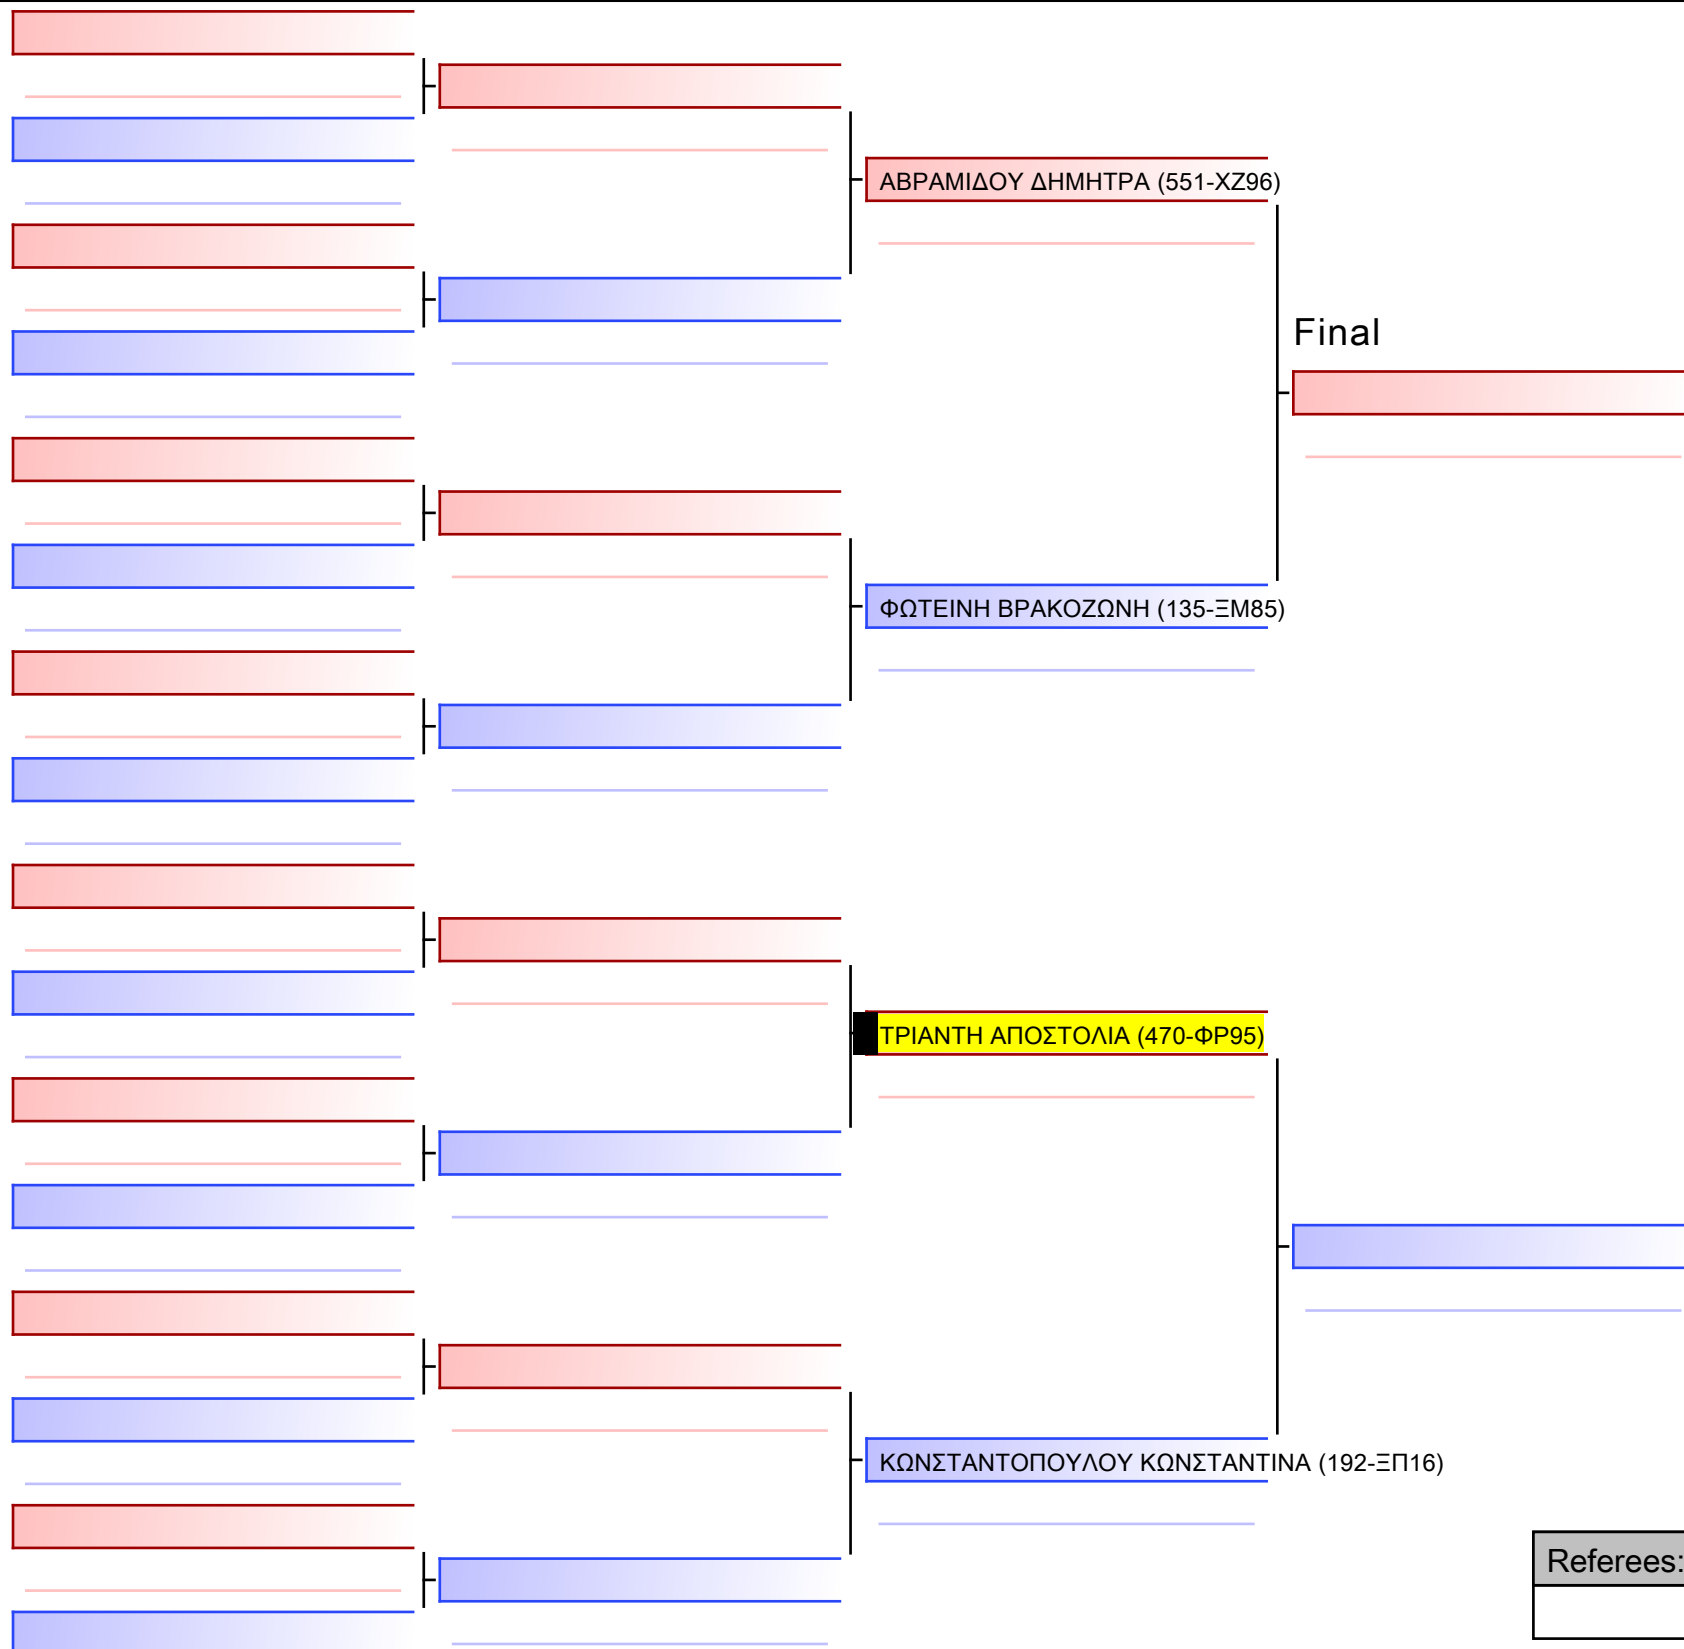 ΑΒΡΑΜΙΔΟΥ ΔΗΜΗΤΡΑ (551-ΧΖ96)
Final
ΦΩΤΕΙΝΗ ΒΡΑΚΟΖΩΝΗ (135-ΞΜ85)
ΤΡΙΑΝΤΗ ΑΠΟΣΤΟΛΙΑ (470-ΦΡ95)
ΚΩΝΣΤΑΝΤΟΠΟΥΛΟΥ ΚΩΝΣΤΑΝΤΙΝΑ (192-ΞΠ16)
Referees: